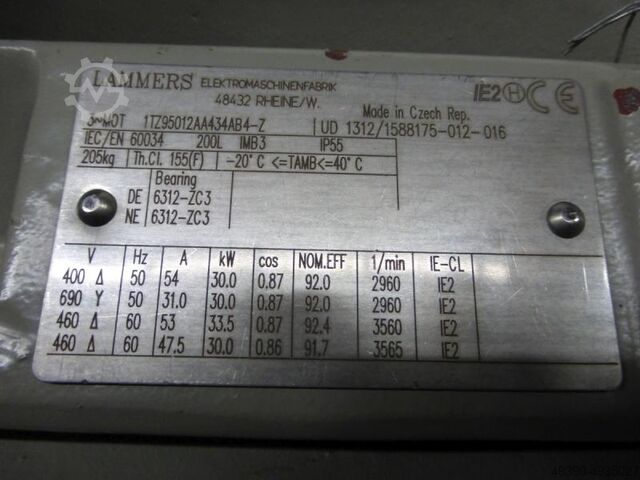 LAMMERS ELEKTROMASCHINENFABRIK
48432 RHEINE/W.
IE2 H CE
Made in Czech Rep.
3~MOT 1TZ95012AA434AB4-Z UD 1312/1588175-012-016
IEC/EN 60034 200L IMB3 IP55
205kg Th.Cl. 155(F) -20°C <=TAMB<=40°C
Bearing
DE 6312-ZC3
NE 6312-ZC3
V Hz A kW cos NOM.EFF 1/min IE-CL
400 Δ 50 54 30.0 0.87 92.0 2960 IE2
690 Y 50 31.0 30.0 0.87 92.0 2960 IE2
460 Δ 60 53 33.5 0.87 92.4 3560 IE2
460 Δ 60 47.5 30.0 0.86 91.7 3565 IE2